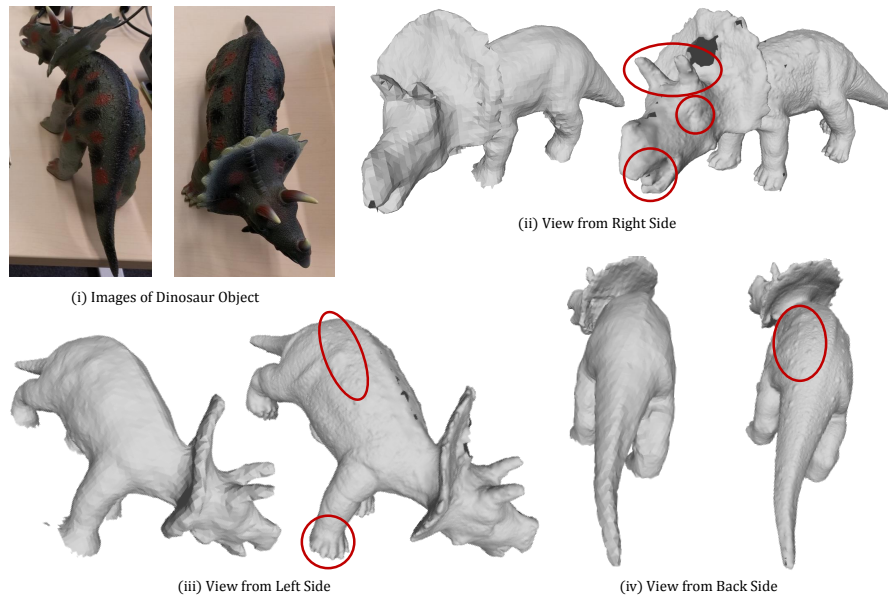 (i) Images of Dinosaur Object
(ii) View from Right Side
(iii) View from Left Side
(iv) View from Back Side